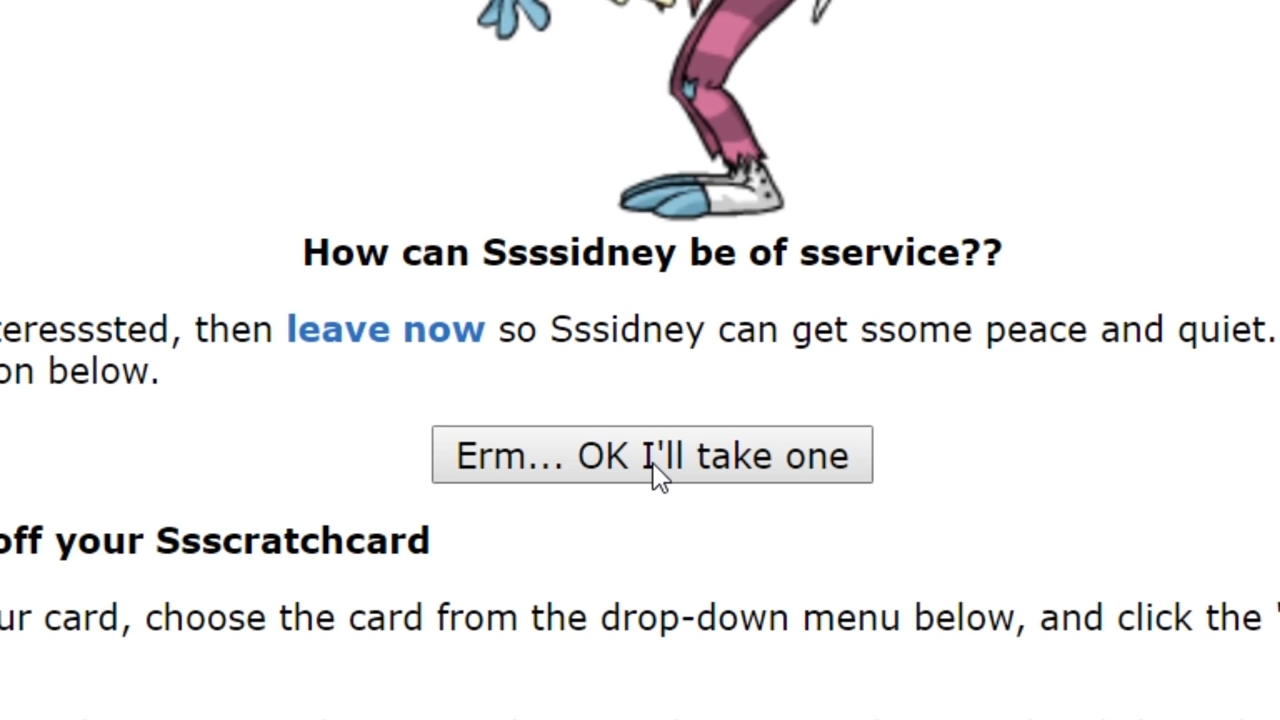 How can Ssssidney be of sservice??
teresssted, then leave now so Sssidney can get ssome peace and quiet.
on below.
Erm... OK I'll take one
off your Ssscratchcard
ur card, choose the card from the drop-down menu below, and click the '